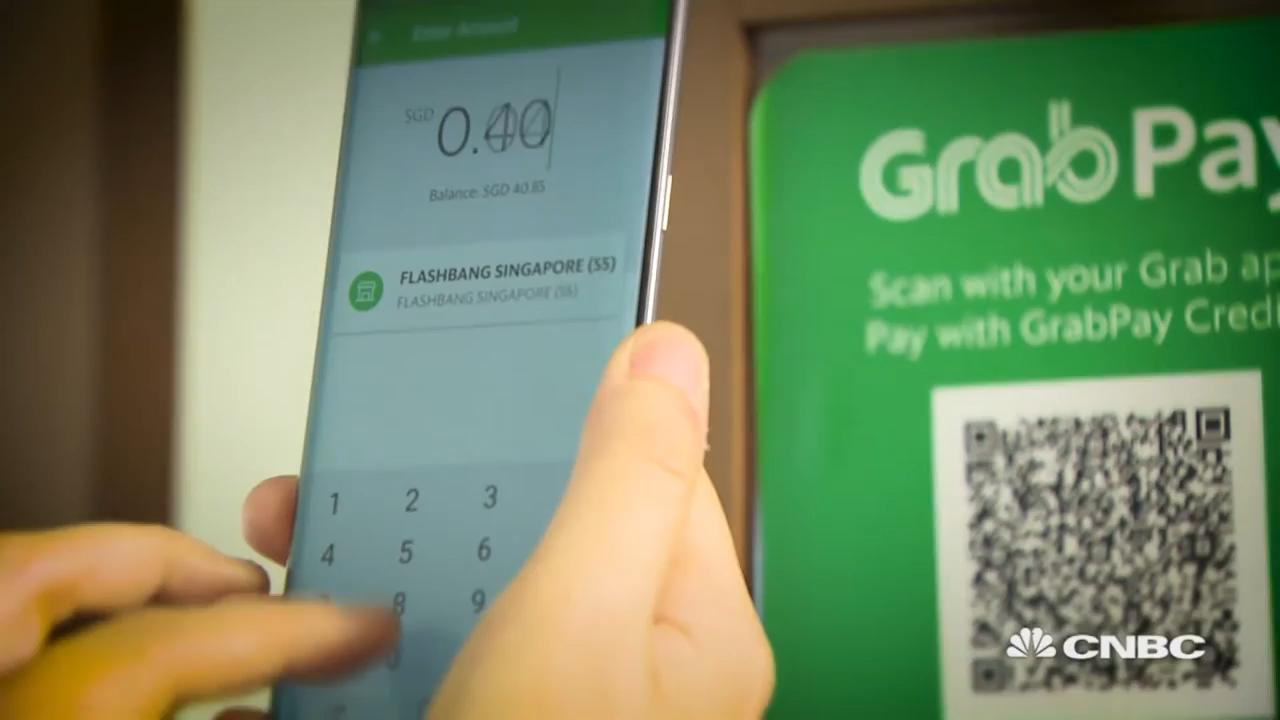 Enter Amount
SGD 0.40
Balance: SGD 40.85
FLASHBANG SINGAPORE (SS)
FLASHBANG SINGAPORE (SS)
1 2 3
4 5 6
8 9
GrabPay
Scan with your Grab ap
Pay with GrabPay Credi
CNBC